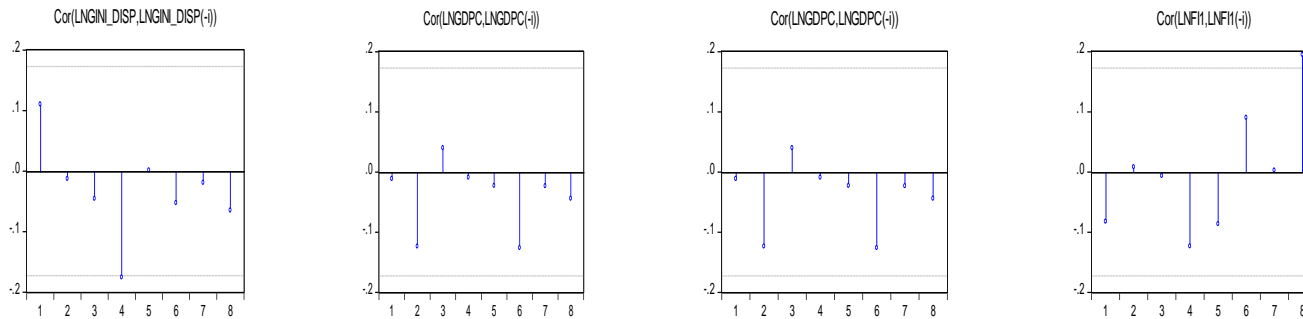 Cor(LNGINI_DISP,LNGINI_DISP(-i))
.2
.1
.0
-.1
-.2
1 2 3 4 5 6 7 8
Cor(LNGDPC,LNGDPC(-i))
.2
.1
.0
-.1
-.2
1 2 3 4 5 6 7 8
Cor(LNGDPC,LNGDPC(-i))
.2
.1
.0
-.1
-.2
1 2 3 4 5 6 7 8
Cor(LNFI1,LNFI1(-i))
.2
.1
.0
-.1
-.2
1 2 3 4 5 6 7 8